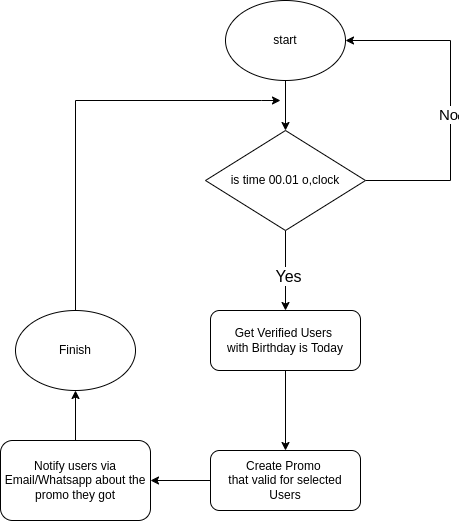 start
is time 00.01 o,clock
No
Yes
Get Verified Users
with Birthday is Today
Finish
Notify users via
Email/Whatsapp about the
promo they got
Create Promo
that valid for selected
Users